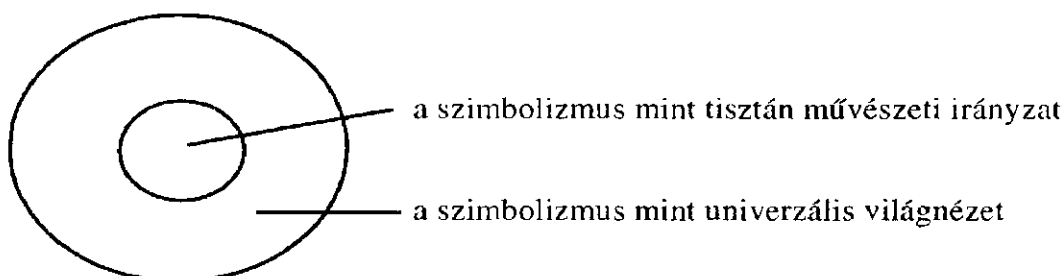 a szimbolizmus mint tisztán művészeti irányzat
a szimbolizmus mint univerzális világnézet